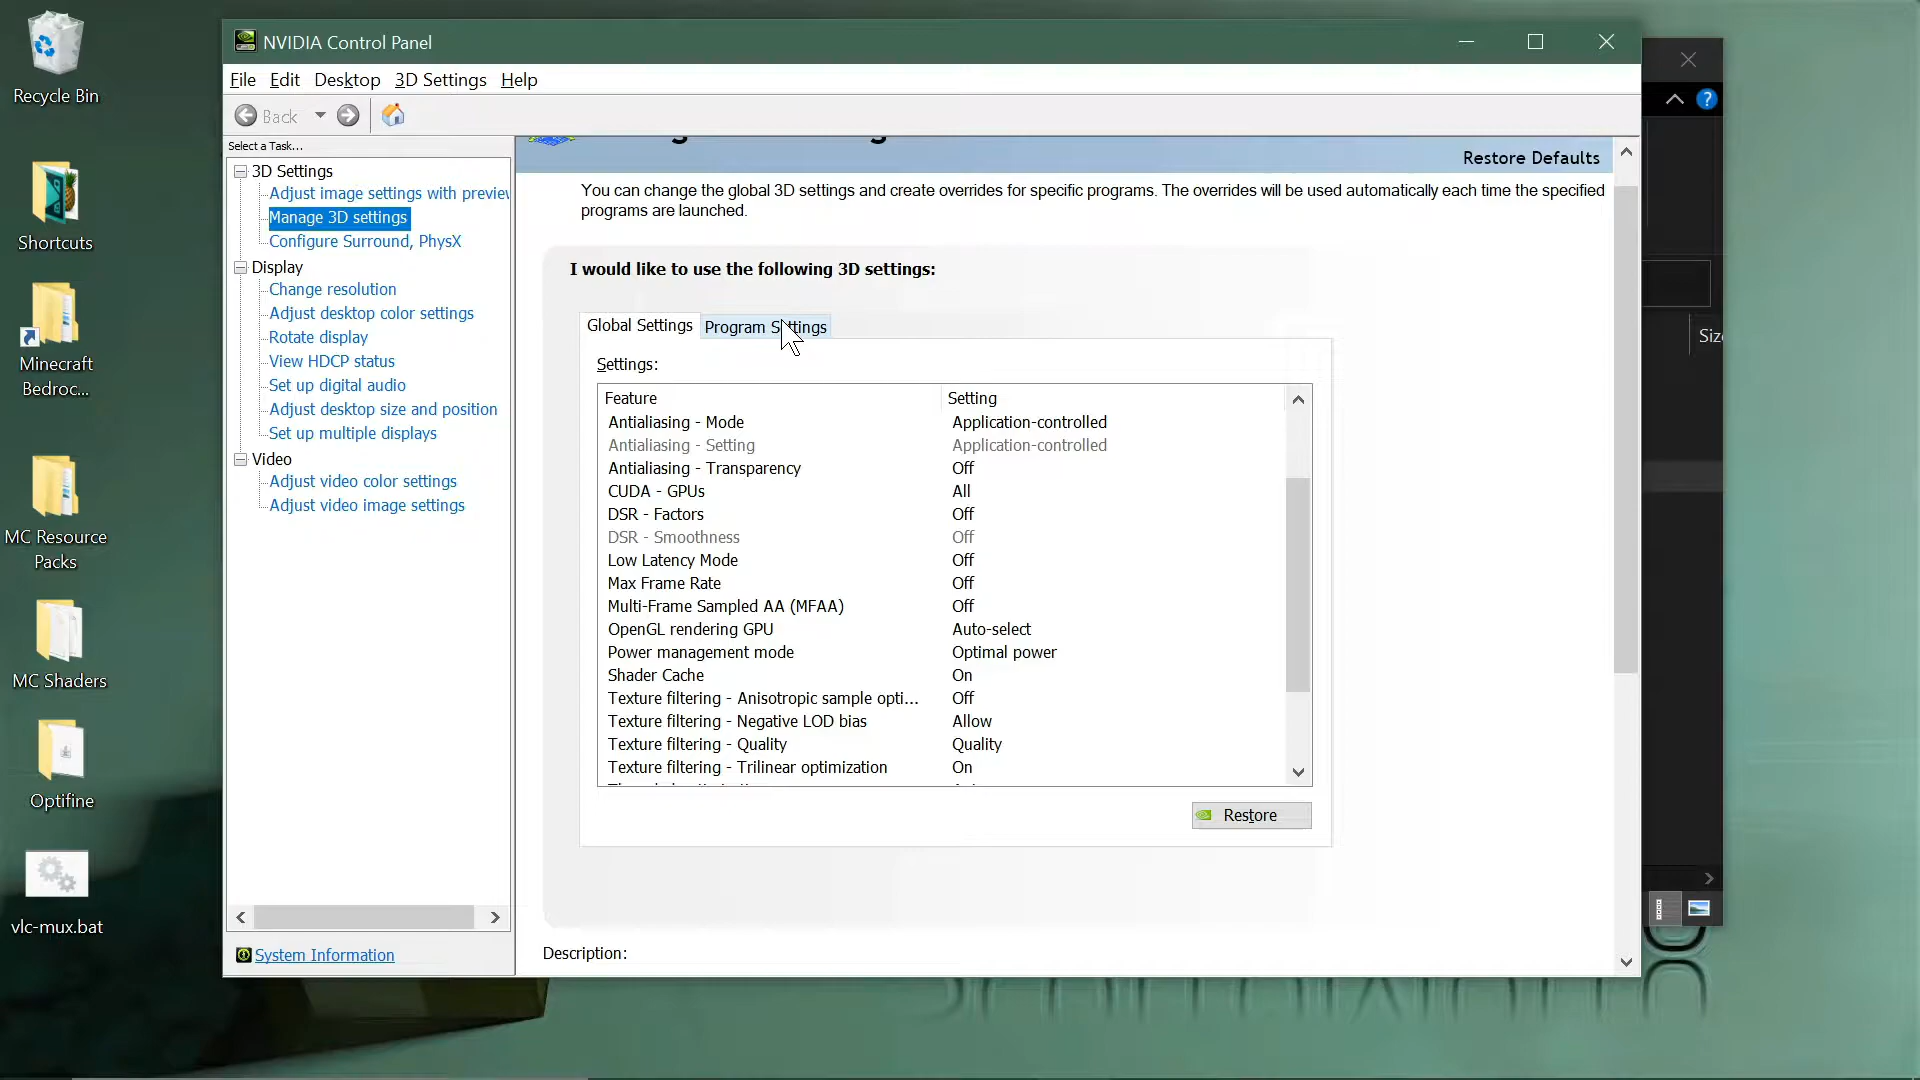 Recycle Bin
Shortcuts
Minecraft
Bedroc...
MC Resource
Packs
MC Shaders
Optifine
vlc-mux.bat
NVIDIA Control Panel
File Edit Desktop 3D Settings Help
Back
Select a Task...
3D Settings
Adjust image settings with preview
Manage 3D settings
Configure Surround, PhysX
Display
Change resolution
Adjust desktop color settings
Rotate display
View HDCP status
Set up digital audio
Adjust desktop size and position
Set up multiple displays
Video
Adjust video color settings
Adjust video image settings
System Information
Restore Defaults
You can change the global 3D settings and create overrides for specific programs. The overrides will be used automatically each time the specified
programs are launched.
I would like to use the following 3D settings:
Global Settings Program Settings
Settings:
Feature Setting
Antialiasing - Mode Application-controlled
Antialiasing - Setting Application-controlled
Antialiasing - Transparency Off
CUDA - GPUs All
DSR - Factors Off
DSR - Smoothness Off
Low Latency Mode Off
Max Frame Rate Off
Multi-Frame Sampled AA (MFAA) Off
OpenGL rendering GPU Auto-select
Power management mode Optimal power
Shader Cache On
Texture filtering - Anisotropic sample opti... Off
Texture filtering - Negative LOD bias Allow
Texture filtering - Quality Quality
Texture filtering - Trilinear optimization On
Restore
Description:
?
Siz